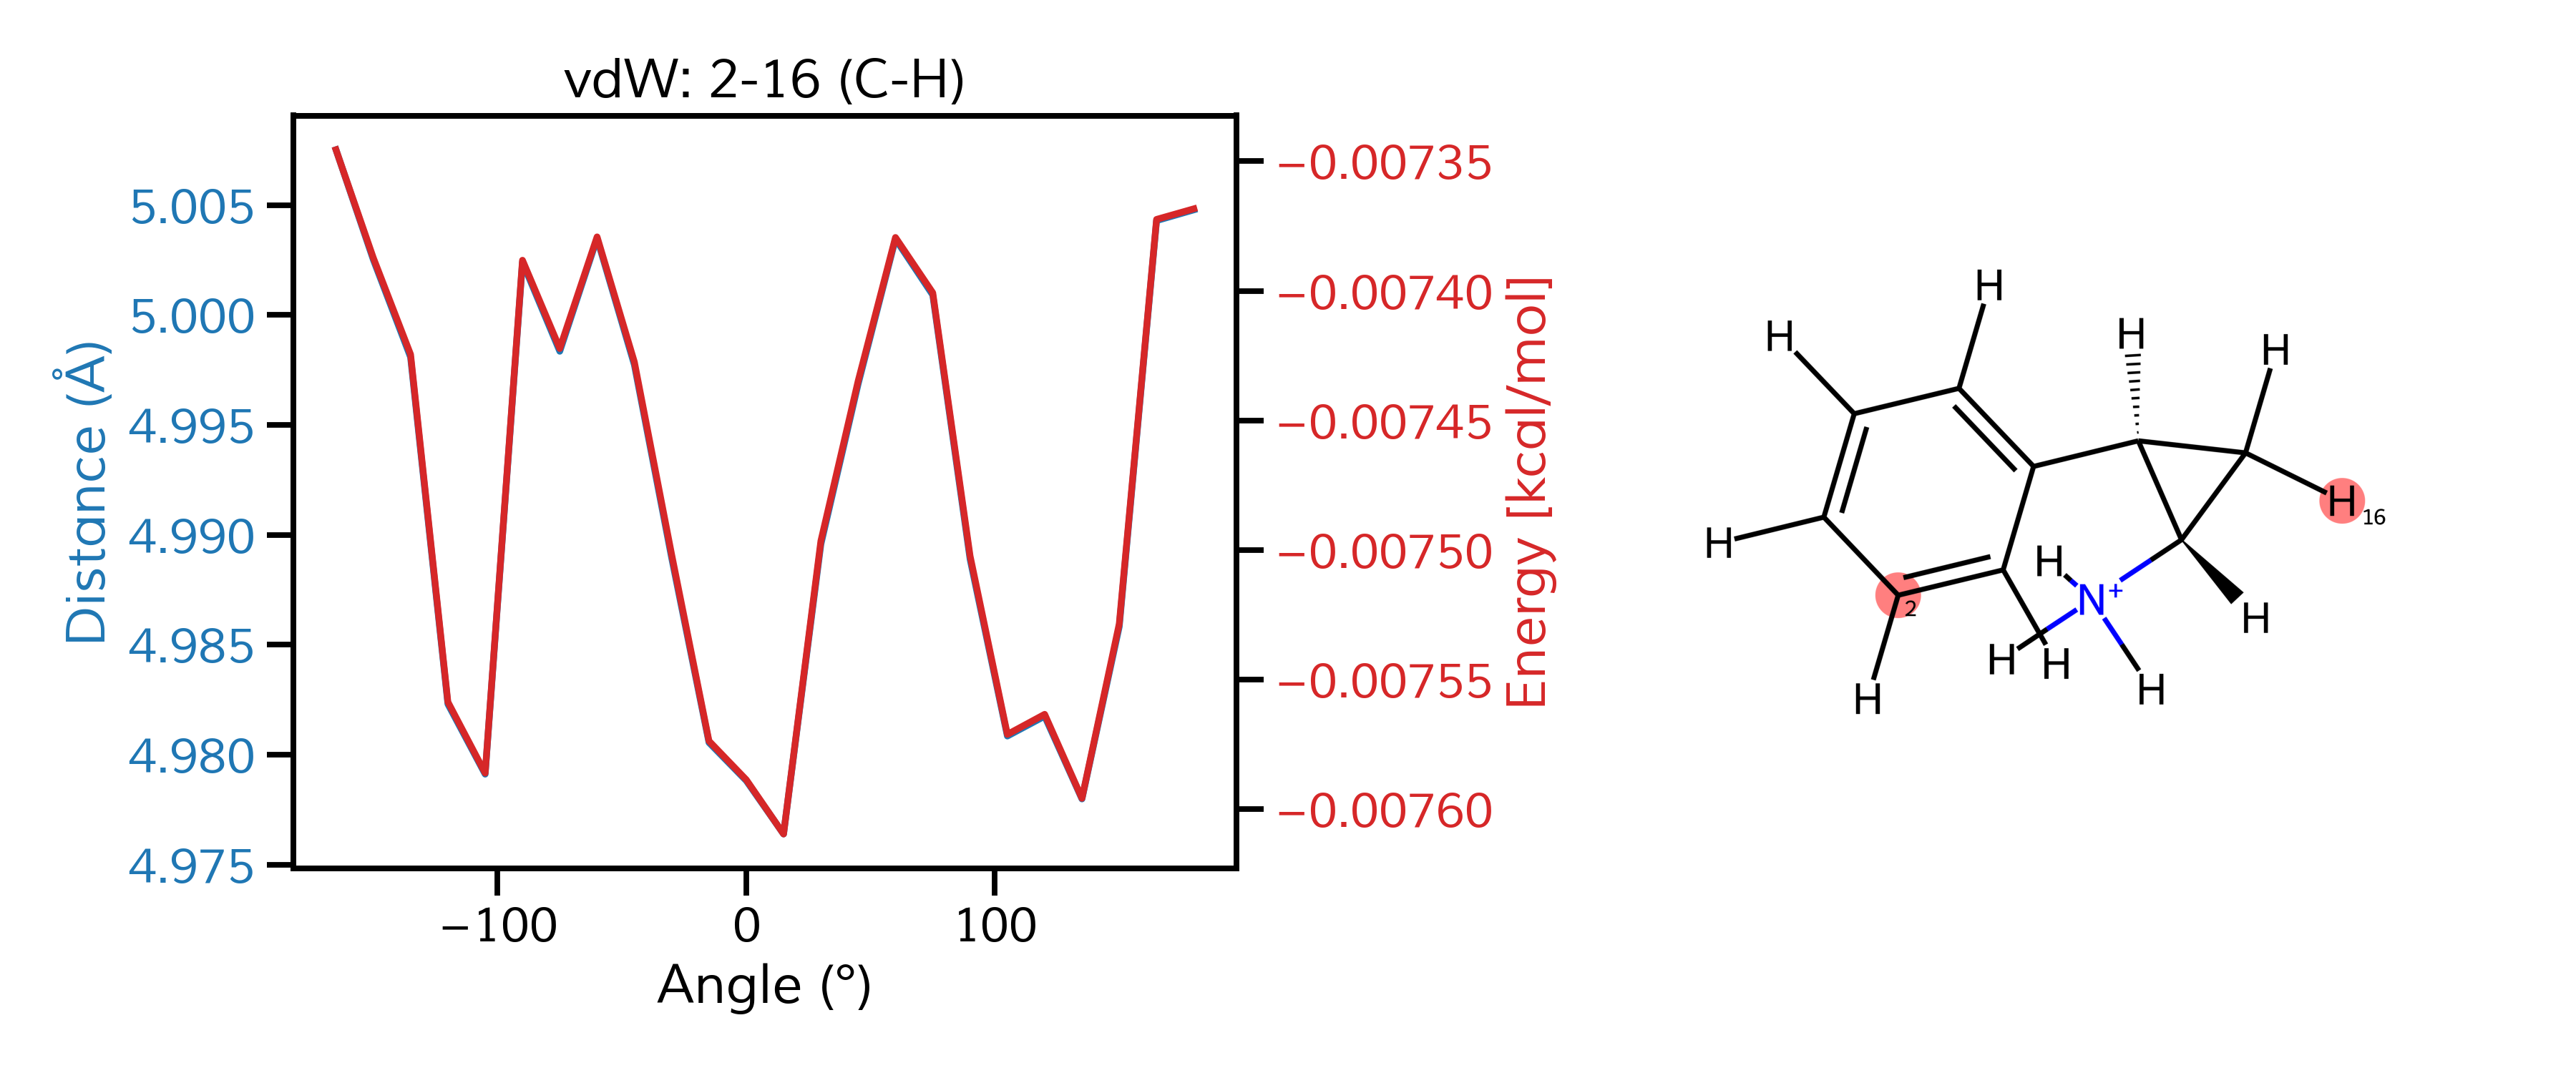 vdW: 2-16 (C-H)
Distance (Å)
5.005
5.000
4.995
4.990
4.985
4.980
4.975
−100
0
100
Angle (°)
−0.00735
−0.00740
−0.00745
−0.00750
−0.00755
−0.00760
Energy [kcal/mol]
H
H
H
H
H
H 16
H
2
N+
H
H
H
H
H